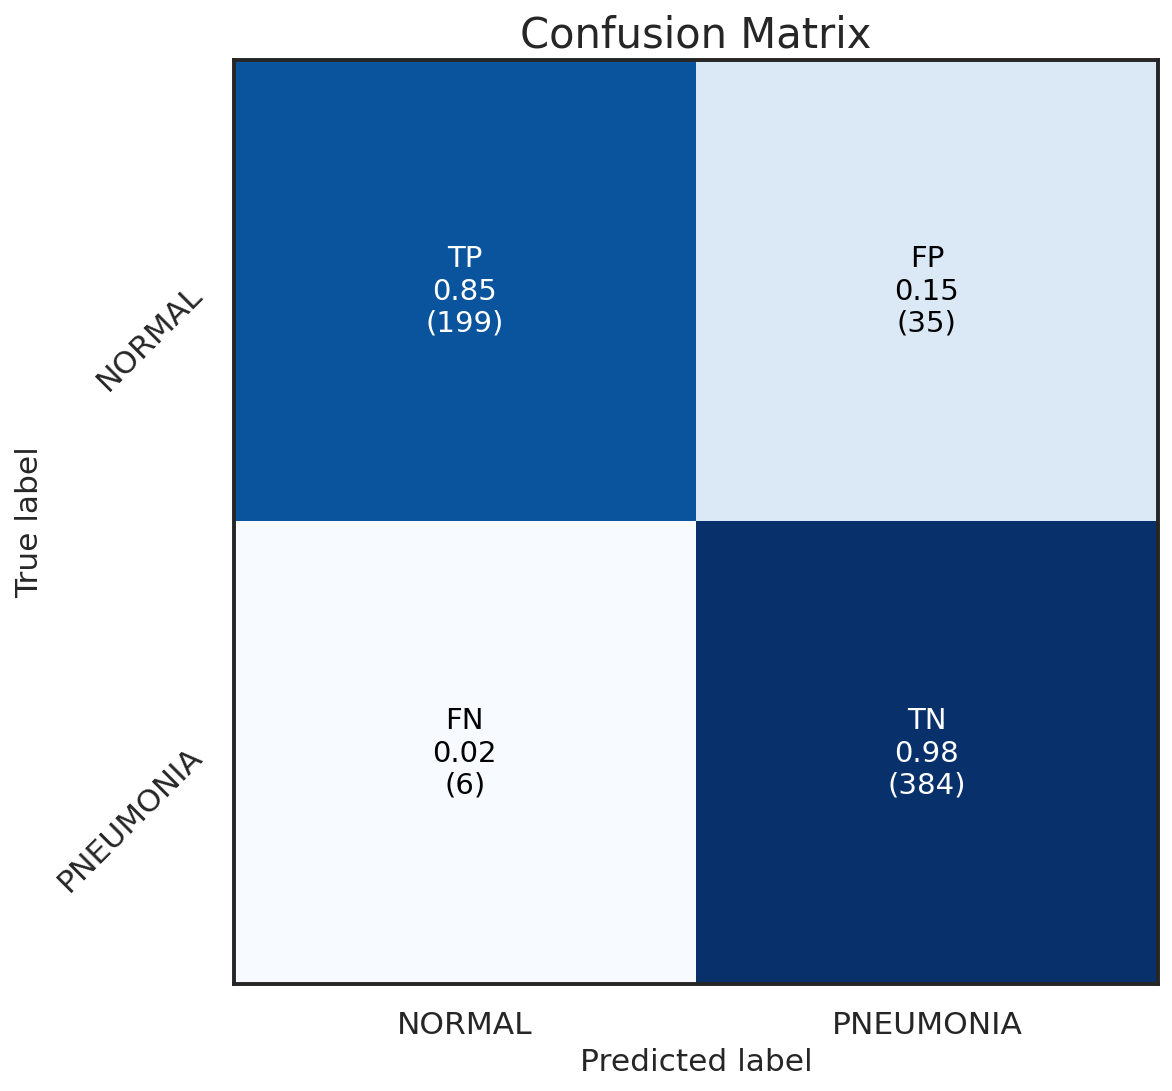 Confusion Matrix
True label
NORMAL
TP
0.85
(199)
FP
0.15
(35)
PNEUMONIA
FN
0.02
(6)
TN
0.98
(384)
NORMAL
PNEUMONIA
Predicted label